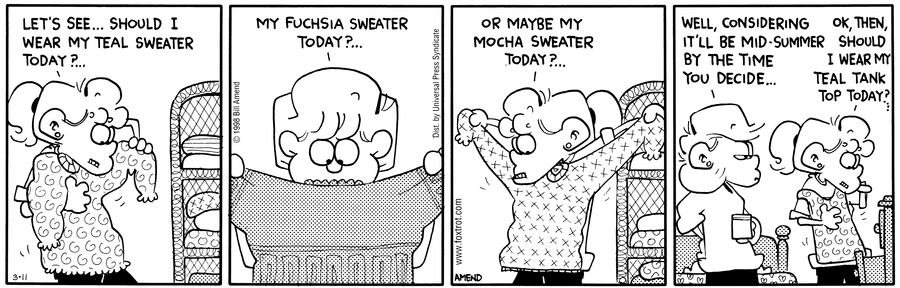 LET'S SEE... SHOULD I
WEAR MY TEAL SWEATER
TODAY?...
3-11
MY FUCHSIA SWEATER
TODAY?...
© 1998 Bill Amend
Dist. by Universal Press Syndicate
OR MAYBE MY
MOCHA SWEATER
TODAY?...
www.foxtrot.com
AMEND
WELL, CONSIDERING
IT'LL BE MID-SUMMER
BY THE TIME
YOU DECIDE...
OK, THEN,
SHOULD
I WEAR MY
TEAL TANK
TOP TODAY?...